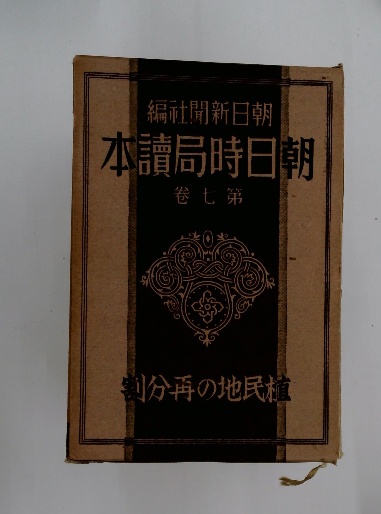 朝日新聞社編
朝日時局讀本
第七卷
植民地の再分割